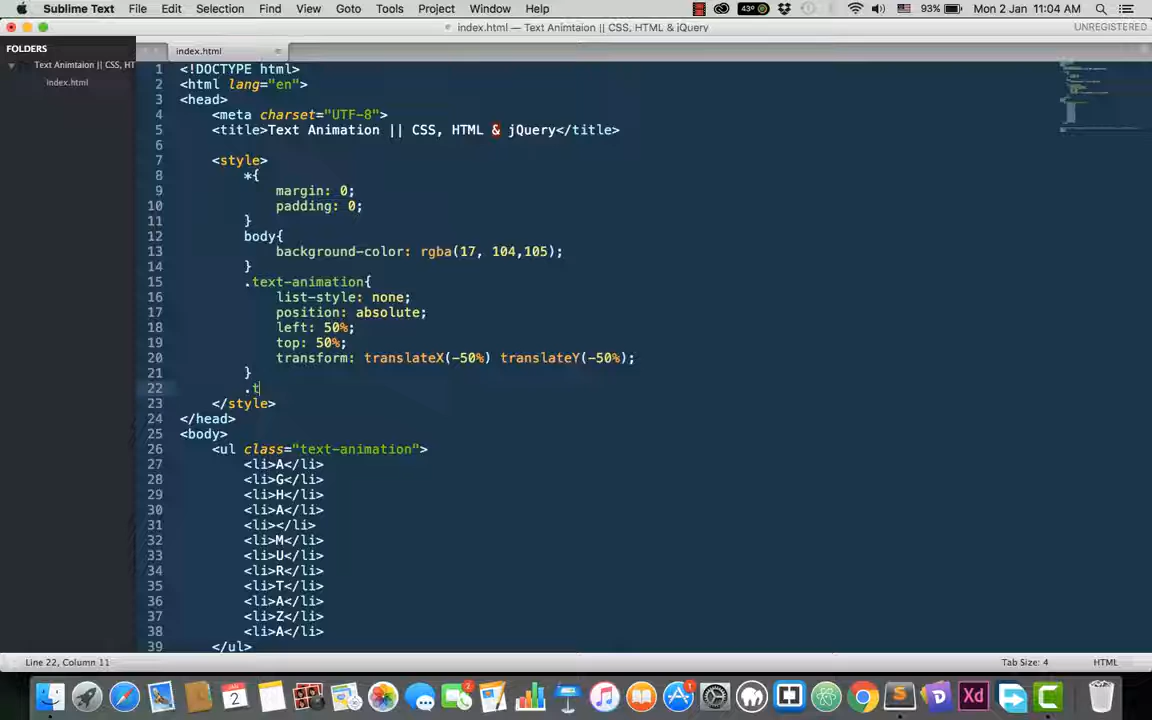 Sublime Text File Edit Selection Find View Goto Tools Project Window Help 43° 93% Mon 2 Jan 11:04 AM
index.html — Text Antmtaion || CSS, HTML & jQuery UNREGISTERED
FOLDERS
Text Animtaion || CSS, HT
index.html
index.html
1 <!DOCTYPE html>
2 <html lang="en">
3 <head>
4 <meta charset="UTF-8">
5 <title>Text Animation || CSS, HTML & jQuery</title>
6
7 <style>
8 *{
9 margin: 0;
10 padding: 0;
11 }
12 body{
13 background-color: rgba(17, 104,105);
14 }
15 .text-animation{
16 list-style: none;
17 position: absolute;
18 left: 50%;
19 top: 50%;
20 transform: translateX(-50%) translateY(-50%);
21 }
22 .t
23 </style>
24 </head>
25 <body>
26 <ul class="text-animation">
27 <li>A</li>
28 <li>G</li>
29 <li>H</li>
30 <li>A</li>
31 <li></li>
32 <li>M</li>
33 <li>U</li>
34 <li>R</li>
35 <li>T</li>
36 <li>A</li>
37 <li>Z</li>
38 <li>A</li>
39 </ul>
Line 22, Column 11 Tab Size: 4 HTML